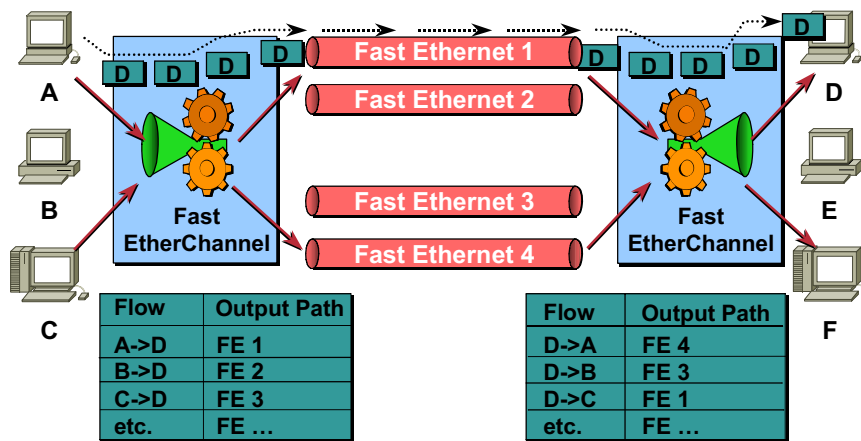 D D D D
Fast Ethernet 1
D D D D D
D
A
Fast Ethernet 2
D
B
E
Fast
EtherChannel
Fast Ethernet 3
Fast
EtherChannel
Fast Ethernet 4
C
F
Flow Output Path
A->D FE 1
B->D FE 2
C->D FE 3
etc. FE …
Flow Output Path
D->A FE 4
D->B FE 3
D->C FE 1
etc. FE …